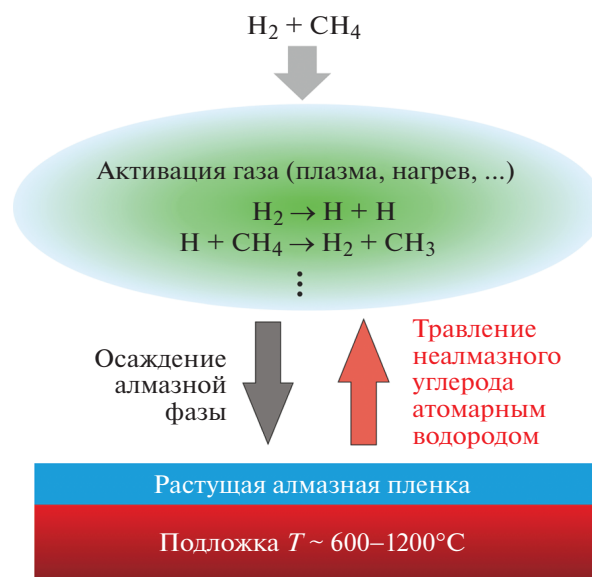 H₂ + CH₄
Активация газа (плазма, нагрев, ...)
H₂ → H + H
H + CH₄ → H₂ + CH₃
⋮
Осаждение
алмазной
фазы
Травление
неалмазного
углерода
атомарным
водородом
Растущая алмазная пленка
Подложка T ~ 600–1200°C